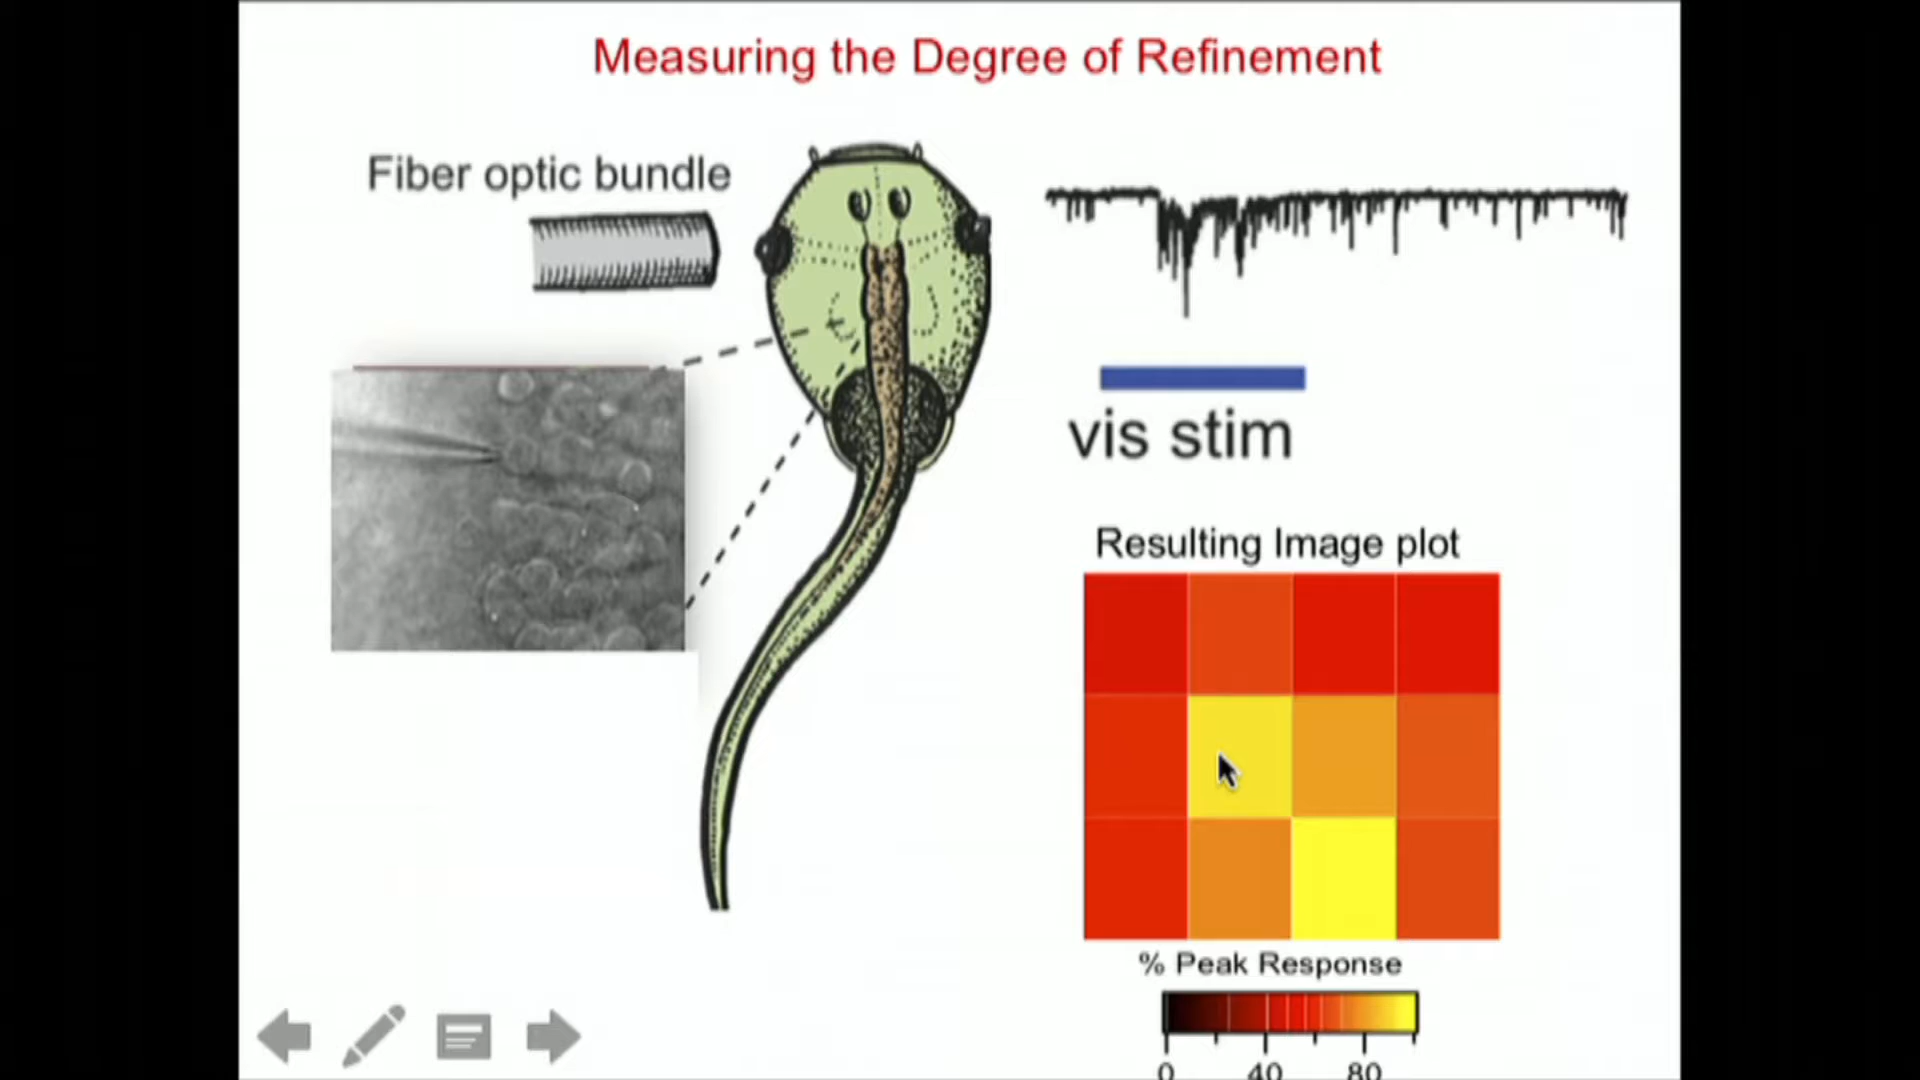 Measuring the Degree of Refinement
Fiber optic bundle
vis stim
Resulting Image plot
% Peak Response
0 40 80